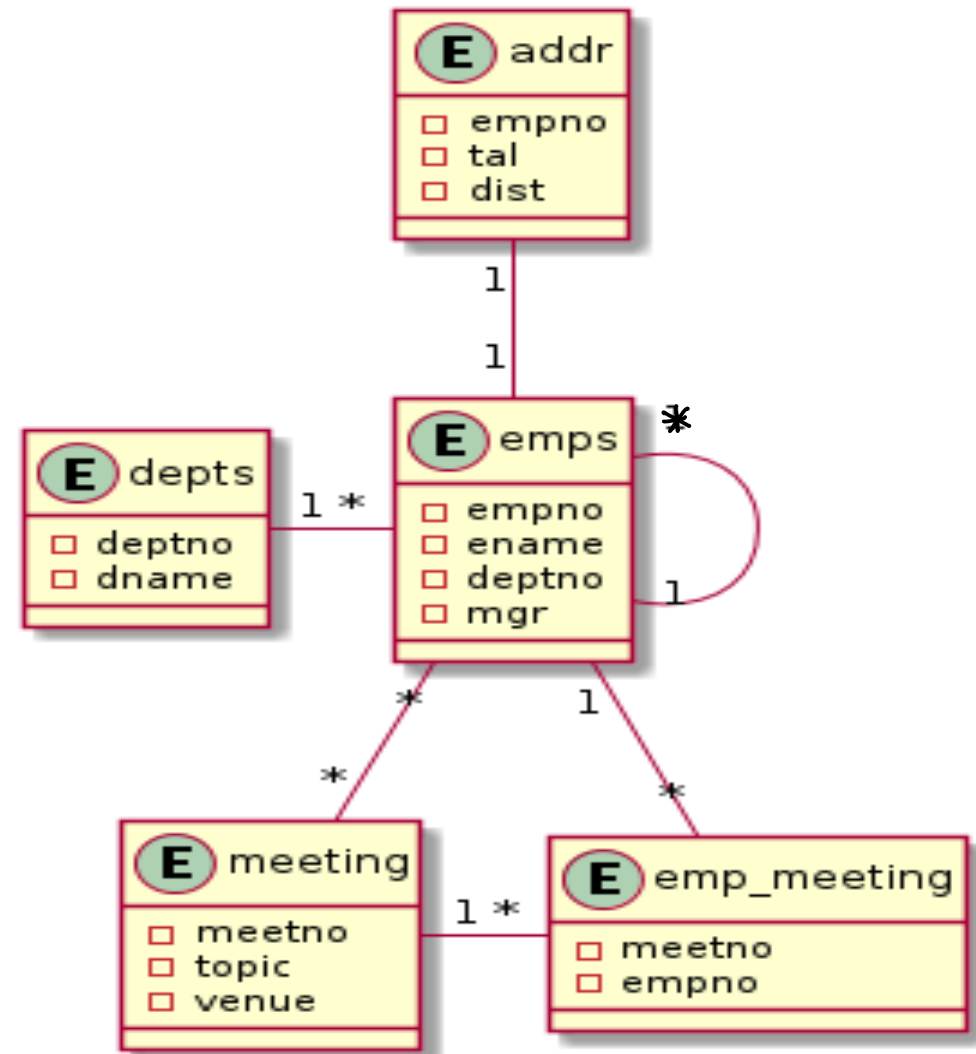 E addr
empno
tal
dist
1
1
*
E depts
deptno
dname
1 *
E emps
empno
ename
deptno
mgr
1
*
1
*
*
E meeting
meetno
topic
venue
1 *
E emp_meeting
meetno
empno